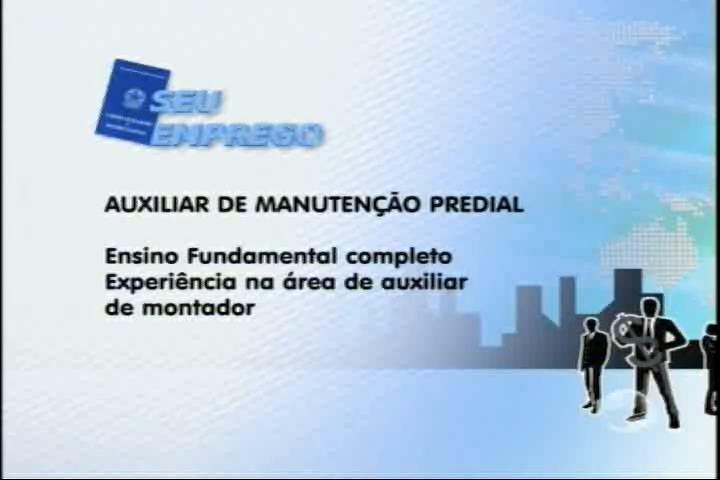 SEU
EMPREGO
AUXILIAR DE MANUTENÇÃO PREDIAL
Ensino Fundamental completo
Experiência na área de auxiliar
de montador